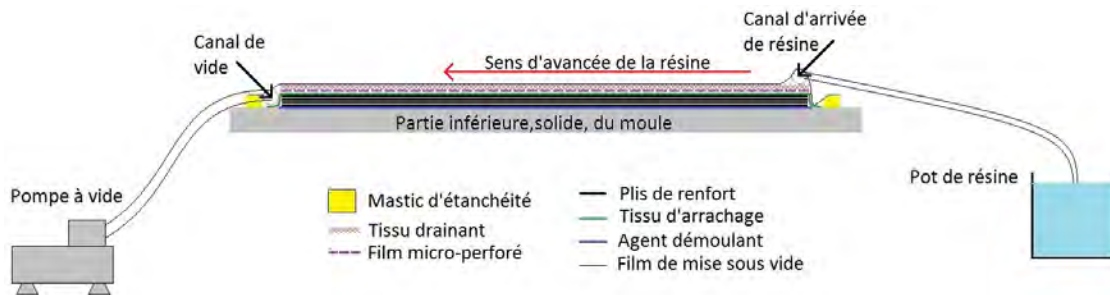 Canal de
vide
Canal d'arrivée
de résine
Sens d'avancée de la résine
Partie inférieure,solide, du moule
Pompe à vide
Pot de résine
Mastic d'étanchéité
Tissu drainant
Film micro-perforé
Plis de renfort
Tissu d'arrachage
Agent démoulant
Film de mise sous vide